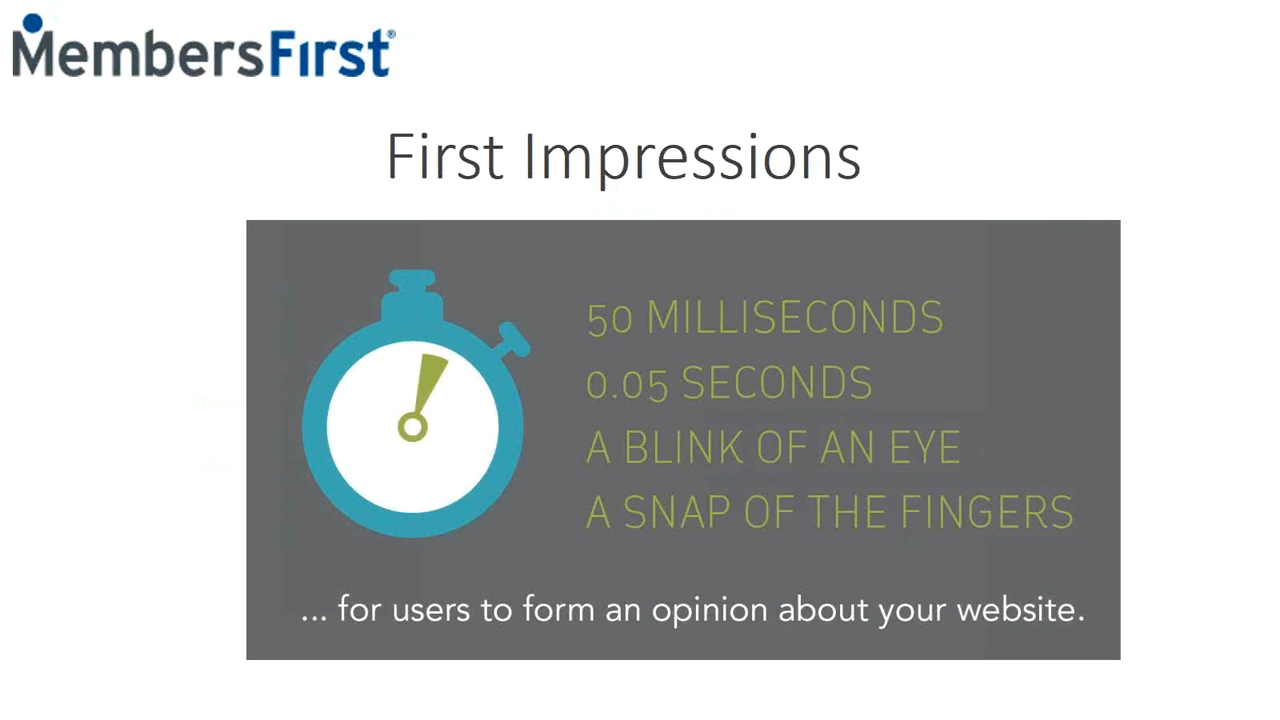 MembersFirst®
First Impressions
50 MILLISECONDS
0.05 SECONDS
A BLINK OF AN EYE
A SNAP OF THE FINGERS
... for users to form an opinion about your website.